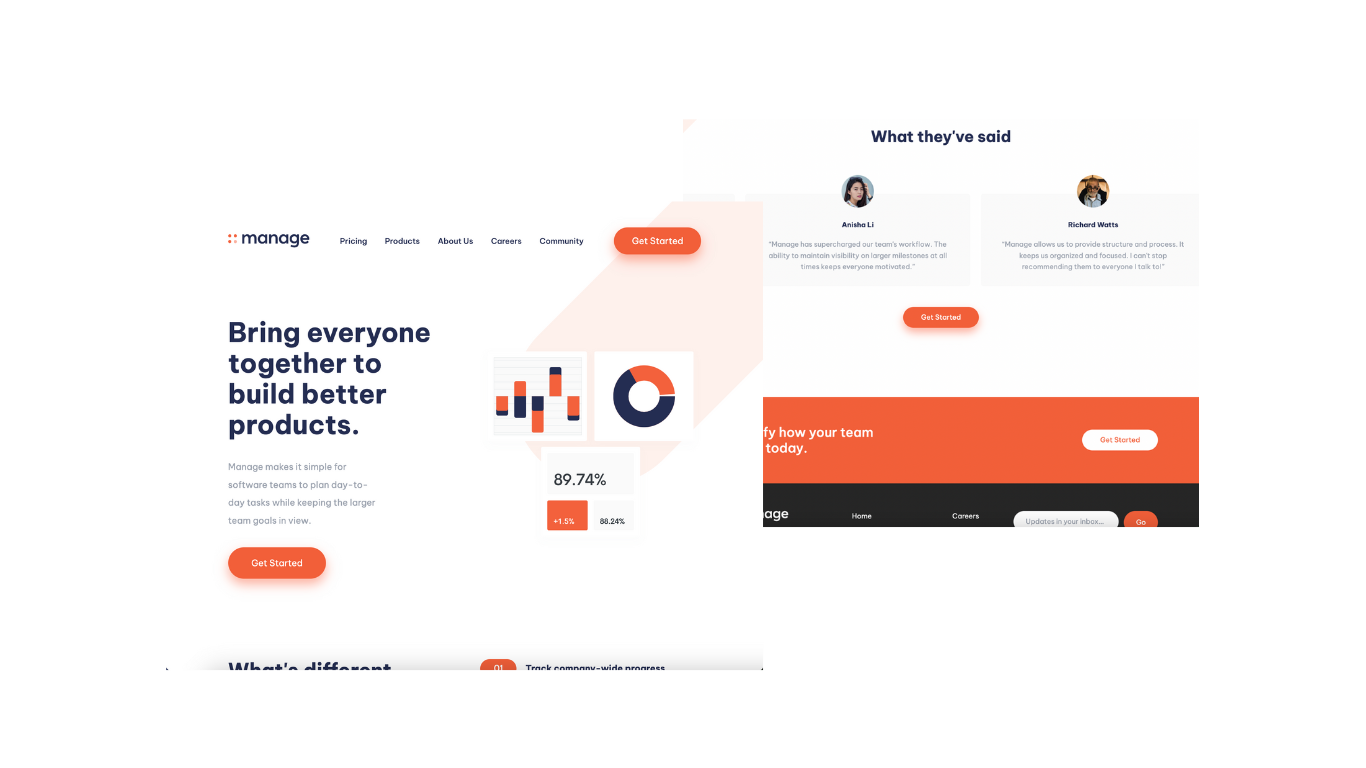 manage
Pricing Products About Us Careers Community Get Started
Bring everyone
together to
build better
products.
Manage makes it simple for
software teams to plan day-to-
day tasks while keeping the larger
team goals in view.
Get Started
89.74%
+1.5% 88.24%
What's different
01 Track company-wide progress
What they've said
Anisha Li
“Manage has supercharged our team's workflow. The
ability to maintain visibility on larger milestones at all
times keeps everyone motivated.”
Richard Watts
“Manage allows us to provide structure and process. It
keeps us organized and focused. I can't stop
recommending them to everyone I talk to!”
Get Started
fy how your team
today.
Get Started
nage
Home Careers
Updates in your inbox...
Go